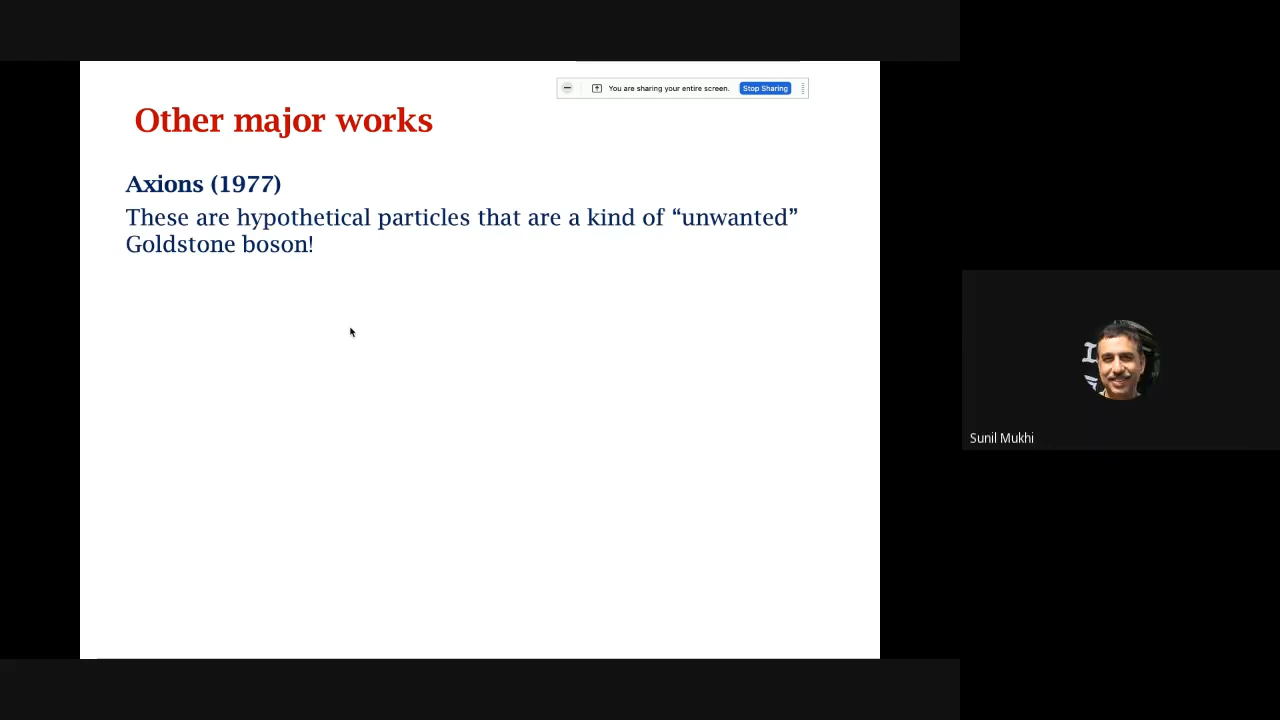 You are sharing your entire screen. Stop Sharing
Other major works
Axions (1977)
These are hypothetical particles that are a kind of “unwanted”
Goldstone boson!
Sunil Mukhi